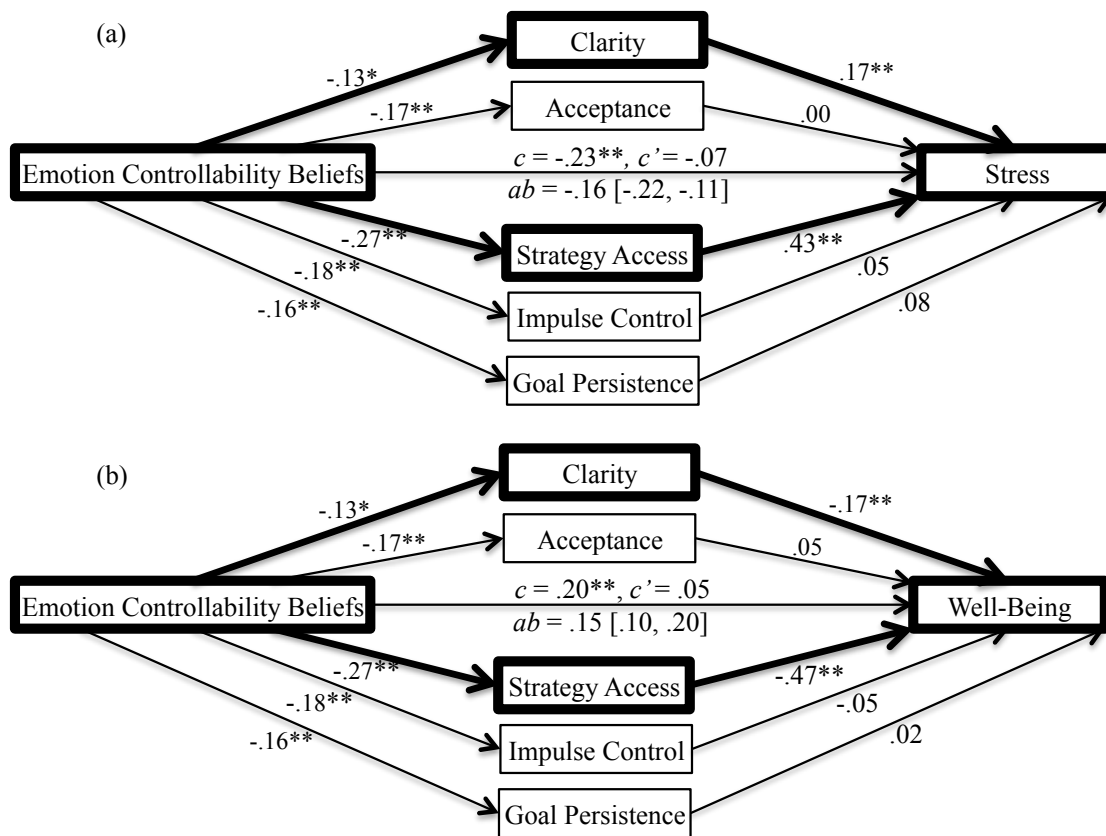 (a)
Clarity
-.13*
.17**
-.17**
Acceptance
.00
Emotion Controllability Beliefs
c = -.23**, c’ = -.07
Stress
ab = -.16 [-.22, -.11]
-.27**
Strategy Access
.43**
-.18**
.05
-.16**
Impulse Control
.08
Goal Persistence
(b)
Clarity
-.13*
-.17**
-.17**
Acceptance
.05
Emotion Controllability Beliefs
c = .20**, c’ = .05
Well-Being
ab = .15 [.10, .20]
-.27**
Strategy Access
-.47**
-.18**
-.05
-.16**
Impulse Control
.02
Goal Persistence